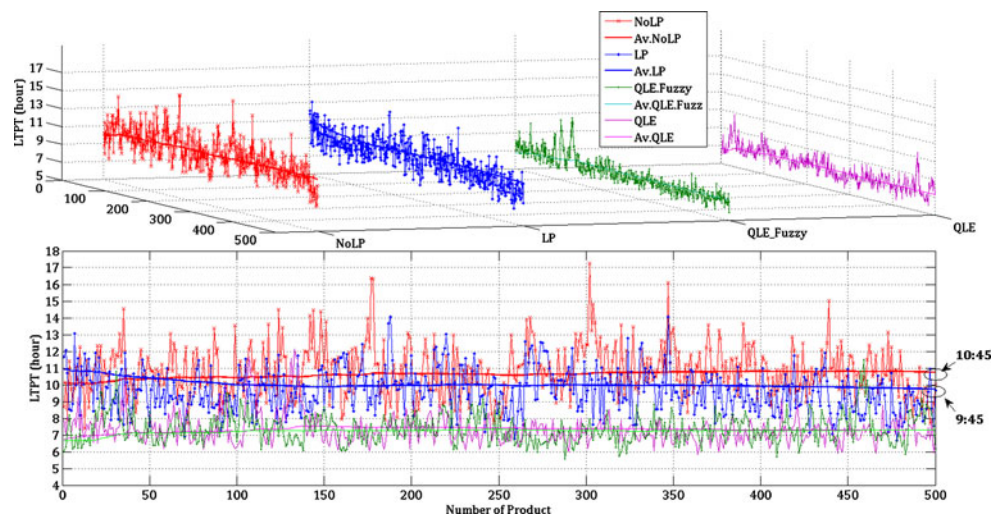 NoLP
Av.NoLP
LP
Av.LP
QLE.Fuzzy
Av.QLE.Fuzz
QLE
Av.QLE
LTPT (hour)
17
15
13
11
9
7
5
0
100
200
300
400
500
NoLP
LP
QLE_Fuzzy
QLE
LTPT (hour)
18
17
16
15
14
13
12
11
10
9
8
7
6
5
4
0 50 100 150 200 250 300 350 400 450 500
Number of Product
10:45
9:45